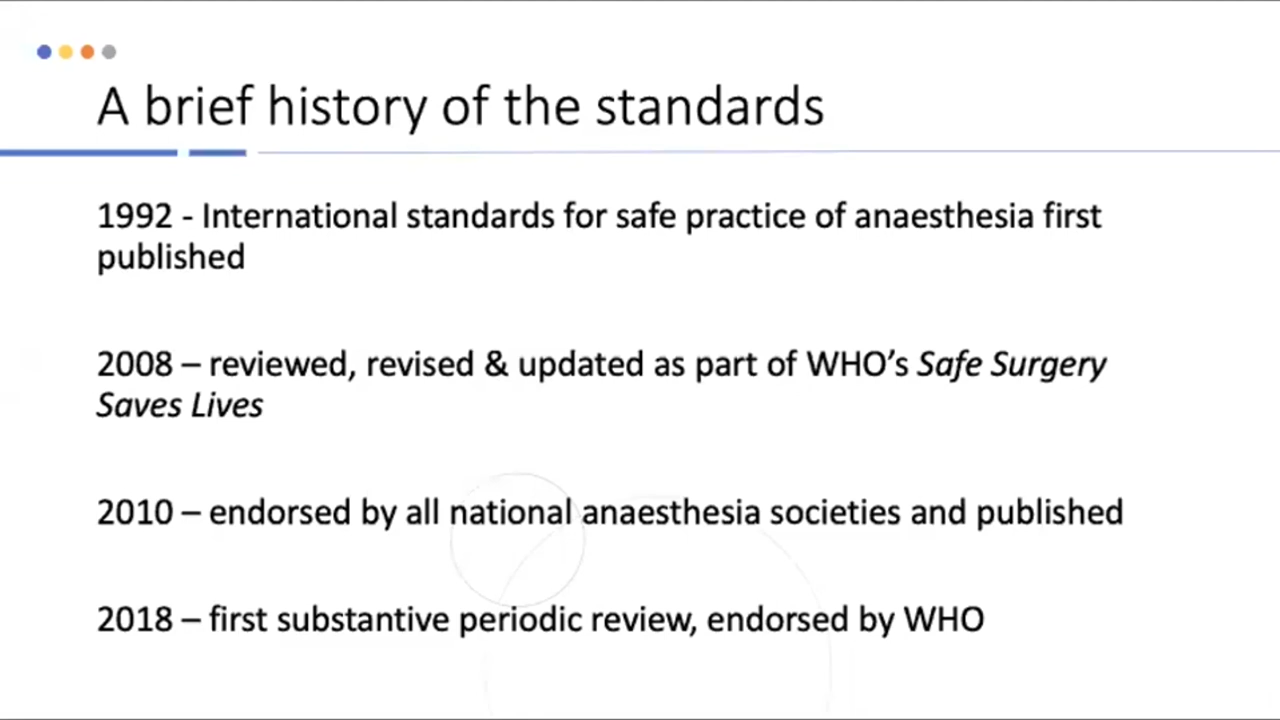 A brief history of the standards
1992 - International standards for safe practice of anaesthesia first
published
2008 – reviewed, revised & updated as part of WHO’s Safe Surgery
Saves Lives
2010 – endorsed by all national anaesthesia societies and published
2018 – first substantive periodic review, endorsed by WHO